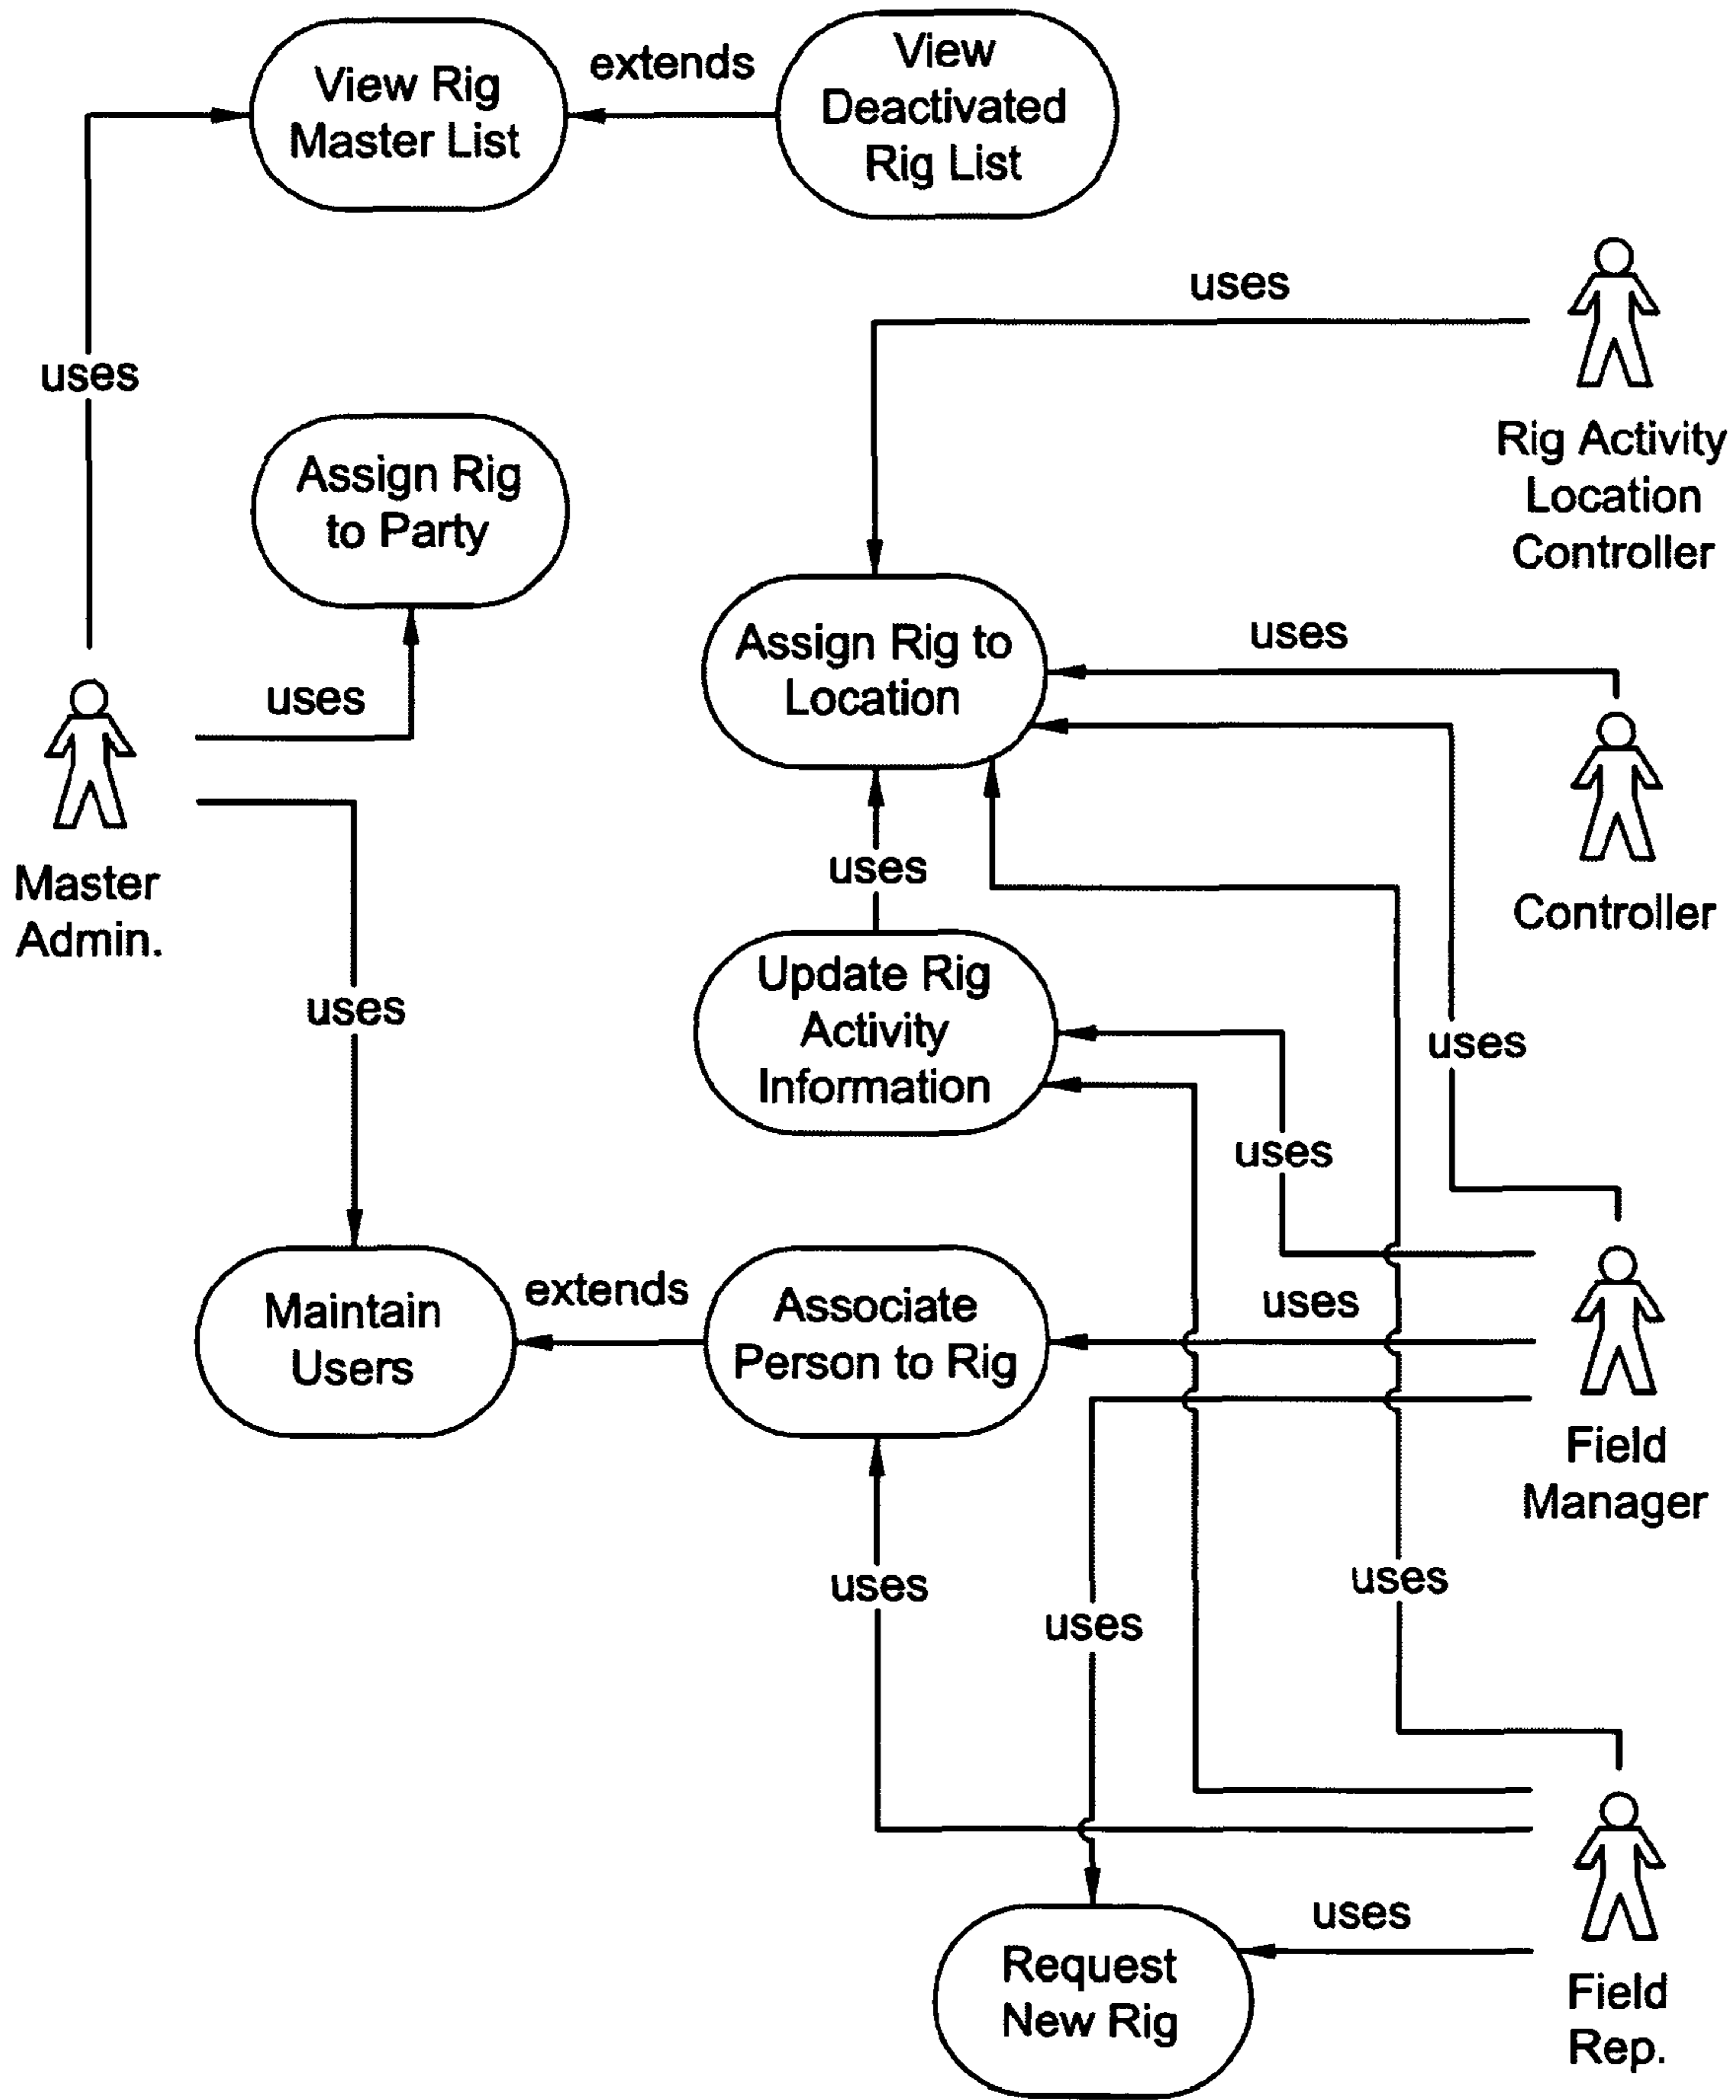 View Rig
Master List
extends
View
Deactivated
Rig List
uses
uses
Rig Activity
Location
Controller
Assign Rig
to Party
uses
Assign Rig to
Location
uses
Master
Admin.
uses
Controller
uses
Update Rig
Activity
Information
uses
uses
uses
Maintain
Users
extends
Associate
Person to Rig
uses
Field
Manager
uses
uses
uses
Request
New Rig
uses
Field
Rep.